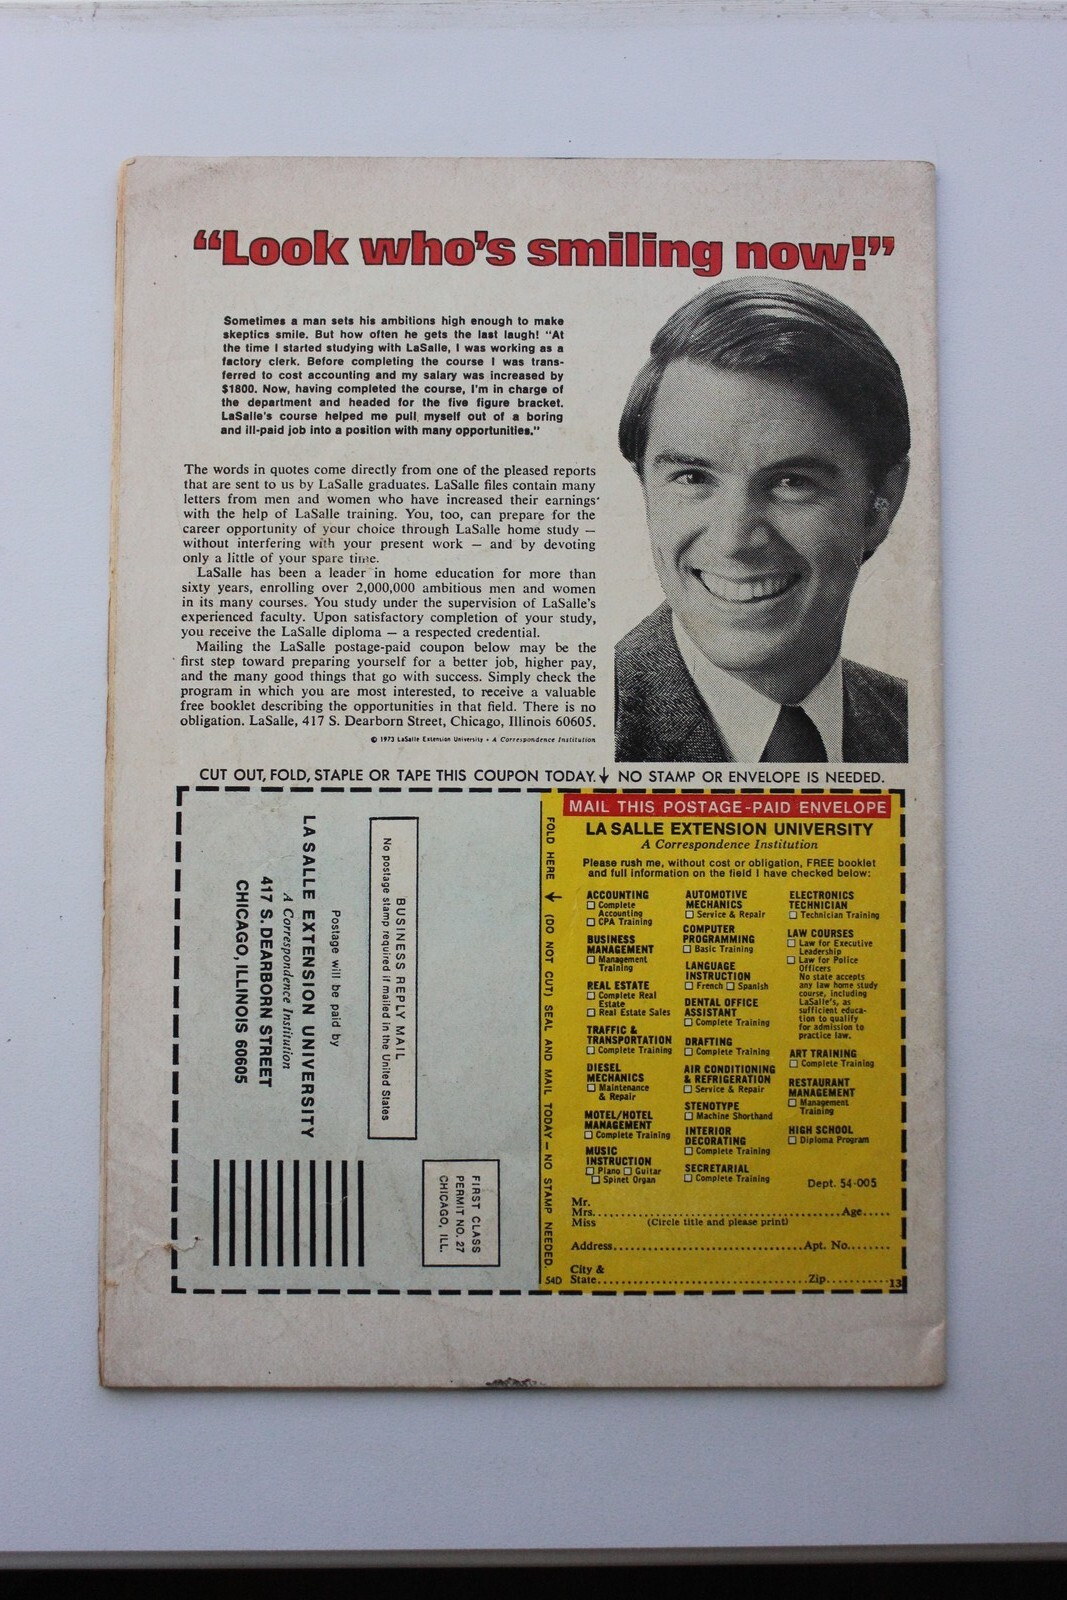 “Look who’s smiling now!”
Sometimes a man sets his ambitions high enough to make
skeptics smile. But how often he gets the last laugh! "At
the time I started studying with LaSalle, I was working as a
factory clerk. Before completing the course I was trans-
ferred to cost accounting and my salary was increased by
$1800. Now, having completed the course, I'm in charge of
the department and headed for the five figure bracket.
LaSalle's course helped me pull myself out of a boring
and ill-paid job into a position with many opportunities."
The words in quotes come directly from one of the pleased reports
that are sent to us by LaSalle graduates. LaSalle files contain many
letters from men and women who have increased their earnings
with the help of LaSalle training. You, too, can prepare for the
career opportunity of your choice through LaSalle home study —
without interfering with your present work — and by devoting
only a little of your spare time.
LaSalle has been a leader in home education for more than
sixty years, enrolling over 2,000,000 ambitious men and women
in its many courses. You study under the supervision of LaSalle's
experienced faculty. Upon satisfactory completion of your study,
you receive the LaSalle diploma — a respected credential.
Mailing the LaSalle postage-paid coupon below may be the
first step toward preparing yourself for a better job, higher pay,
and the many good things that go with success. Simply check the
program in which you are most interested, to receive a valuable
free booklet describing the opportunities in that field. There is no
obligation. LaSalle, 417 S. Dearborn Street, Chicago, Illinois 60605.
© 1973 LaSalle Extension University • A Correspondence Institution
CUT OUT, FOLD, STAPLE OR TAPE THIS COUPON TODAY. ↓ NO STAMP OR ENVELOPE IS NEEDED.
BUSINESS REPLY MAIL
No postage stamp required if mailed in the United States
Postage will be paid by
LA SALLE EXTENSION UNIVERSITY
A Correspondence Institution
417 S. DEARBORN STREET
CHICAGO, ILLINOIS 60605
FIRST CLASS
PERMIT NO. 27
CHICAGO, ILL.
FOLD HERE ↓ (DO NOT CUT) SEAL AND MAIL TODAY — NO STAMP NEEDED.
54D
MAIL THIS POSTAGE-PAID ENVELOPE
LA SALLE EXTENSION UNIVERSITY
A Correspondence Institution
Please rush me, without cost or obligation, FREE booklet
and full information on the field I have checked below:
ACCOUNTING
☐ Complete
Accounting
☐ CPA Training
BUSINESS
MANAGEMENT
☐ Management
Training
REAL ESTATE
☐ Complete Real
Estate
☐ Real Estate Sales
TRAFFIC &
TRANSPORTATION
☐ Complete Training
DIESEL
MECHANICS
☐ Maintenance
& Repair
MOTEL/HOTEL
MANAGEMENT
☐ Complete Training
MUSIC
INSTRUCTION
☐ Piano ☐ Guitar
☐ Spinet Organ
AUTOMOTIVE
MECHANICS
☐ Service & Repair
COMPUTER
PROGRAMMING
☐ Basic Training
LANGUAGE
INSTRUCTION
☐ French ☐ Spanish
DENTAL OFFICE
ASSISTANT
☐ Complete Training
DRAFTING
☐ Complete Training
AIR CONDITIONING
& REFRIGERATION
☐ Service & Repair
STENOTYPE
☐ Machine Shorthand
INTERIOR
DECORATING
☐ Complete Training
SECRETARIAL
☐ Complete Training
ELECTRONICS
TECHNICIAN
☐ Technician Training
LAW COURSES
☐ Law for Executive
Leadership
☐ Law for Police
Officers
No state accepts
any law home study
course, including
LaSalle's, as
sufficient educa-
tion to qualify
for admission to
practice law.
ART TRAINING
☐ Complete Training
RESTAURANT
MANAGEMENT
☐ Management
Training
HIGH SCHOOL
☐ Diploma Program
Dept. 54-005
Mr.
Mrs. Age
Miss (Circle title and please print)
Address Apt. No.
City &
State Zip 13